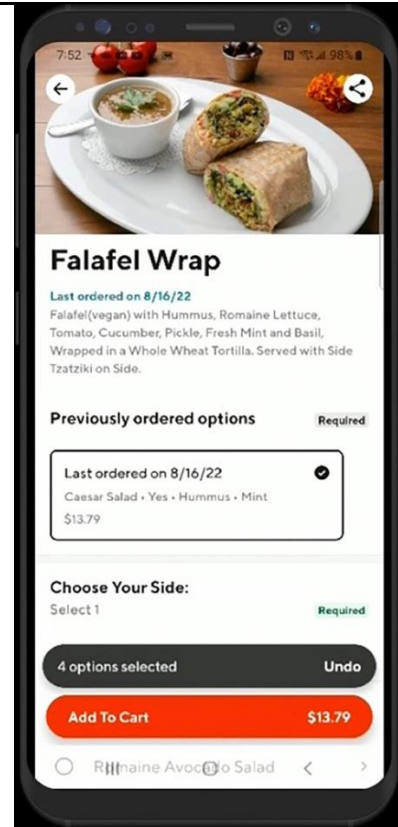 7:52
98%
Falafel Wrap
Last ordered on 8/16/22
Falafel(vegan) with Hummus, Romaine Lettuce,
Tomato, Cucumber, Pickle, Fresh Mint and Basil,
Wrapped in a Whole Wheat Tortilla. Served with Side
Tzatziki on Side.
Previously ordered options Required
Last ordered on 8/16/22
Caesar Salad • Yes • Hummus • Mint
$13.79
Choose Your Side:
Select 1 Required
4 options selected Undo
Add To Cart $13.79
Romaine Avocado Salad